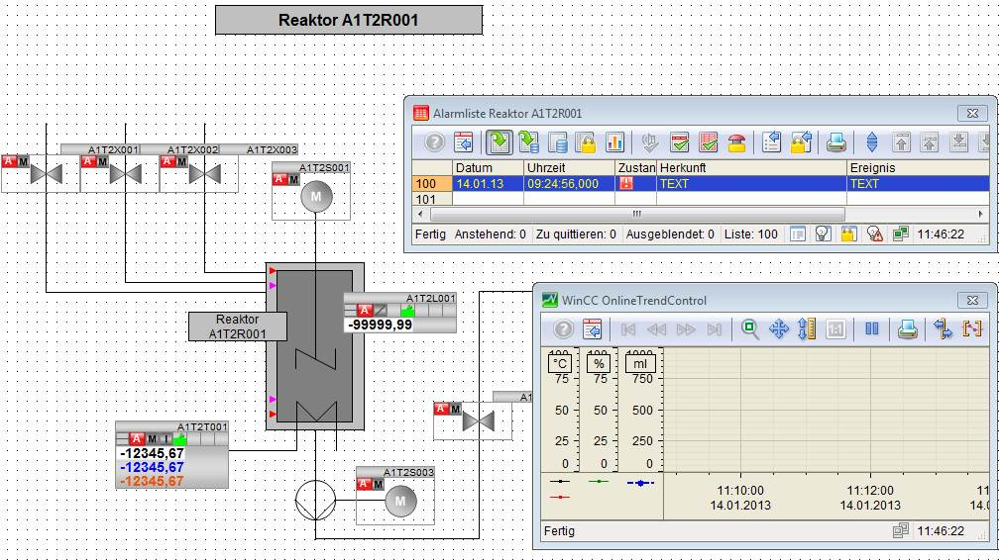 Reaktor A1T2R001
Alarmliste Reaktor A1T2R001
Datum Uhrzeit Zustan Herkunft Ereignis
100 14.01.13 09:24:56,000 TEXT TEXT
101
Fertig Anstehend: 0 Zu quittieren: 0 Ausgeblendet: 0 Liste: 100 11:46:22
A1T2X001 A1T2X002 A1T2X003
A M A M A M
A1T2S001
A M
M
A1T2L001
A
-99999,99
Reaktor
A1T2R001
A1
A M
A1T2T001
A M I
-12345,67
-12345,67
-12345,67
A1T2S003
A M
M
WinCC OnlineTrendControl
1:1
100 100 1000
°C % ml
75 75 750
50 50 500
25 25 250
0 0 0
11:10:00 11:12:00 11
14.01.2013 14.01.2013 14.0
Fertig 11:46:22